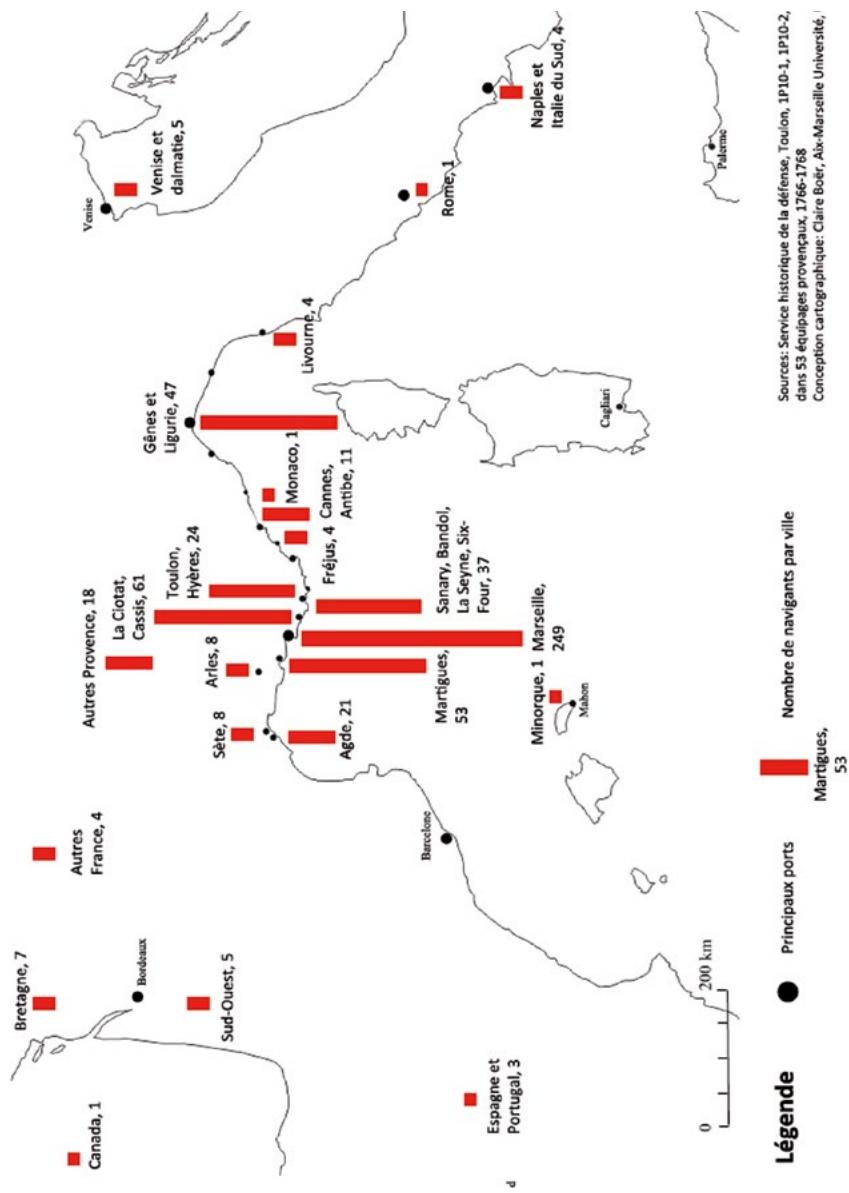 Canada, 1
Bretagne, 7
Bordeaux
Sud-Ouest, 5
Autres
France, 4
Autres Provence, 18
La Ciotat,
Cassis, 61
Toulon,
Hyères, 24
Sète, 8
Arles, 8
Agde, 21
Martigues,
53
Marseille,
249
Sanary, Bandol,
La Seyne, Six-
Four, 37
Fréjus, 4
Cannes,
Antibe, 11
Monaco, 1
Gênes et
Ligurie, 47
Livourne, 4
Venise
Venise et
dalmatie, 5
Rome, 1
Naples et
Italie du Sud, 4
Palerme
Cagliari
Minorque, 1
Mahon
Barcelone
Espagne et
Portugal, 3
d
0
200 km
Légende
Principaux ports
Martigues,
53
Nombre de navigants par ville
Sources: Service historique de la défense, Toulon, 1P10-1, 1P10-2,
dans 53 équipages provençaux, 1766-1768
Conception cartographique: Claire Boër, Aix-Marseille Université,